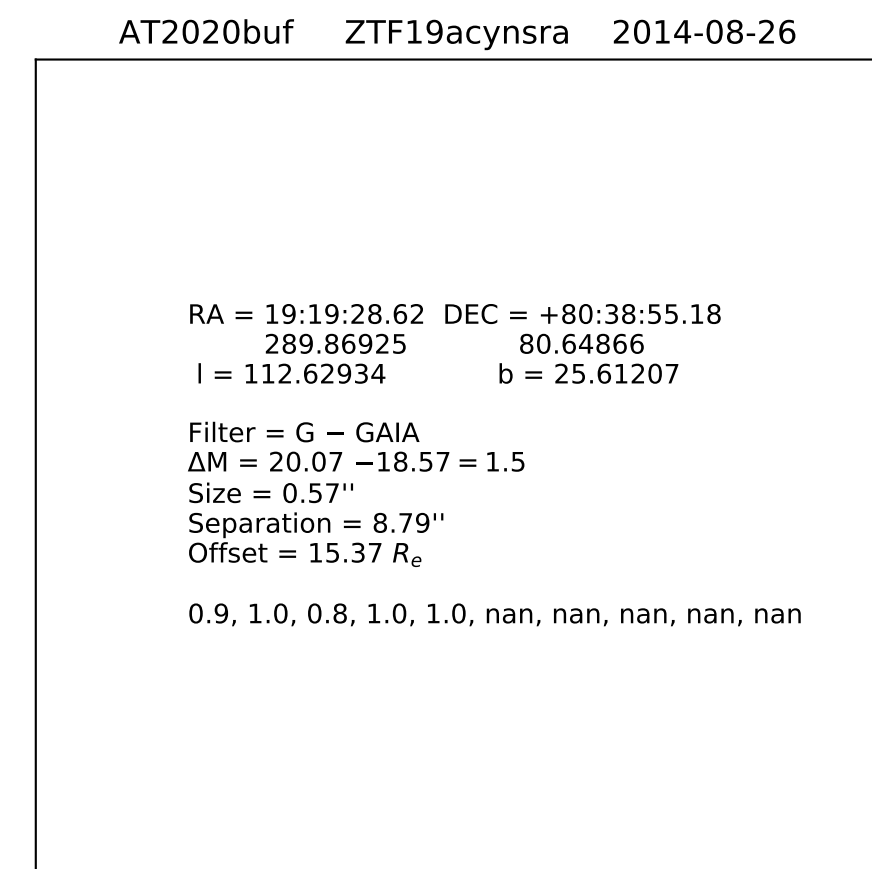 AT2020buf ZTF19acynsra 2014-08-26
RA = 19:19:28.62 DEC = +80:38:55.18
289.86925 80.64866
l = 112.62934 b = 25.61207
Filter = G − GAIA
ΔM = 20.07 −18.57 = 1.5
Size = 0.57''
Separation = 8.79''
Offset = 15.37 Re
0.9, 1.0, 0.8, 1.0, 1.0, nan, nan, nan, nan, nan